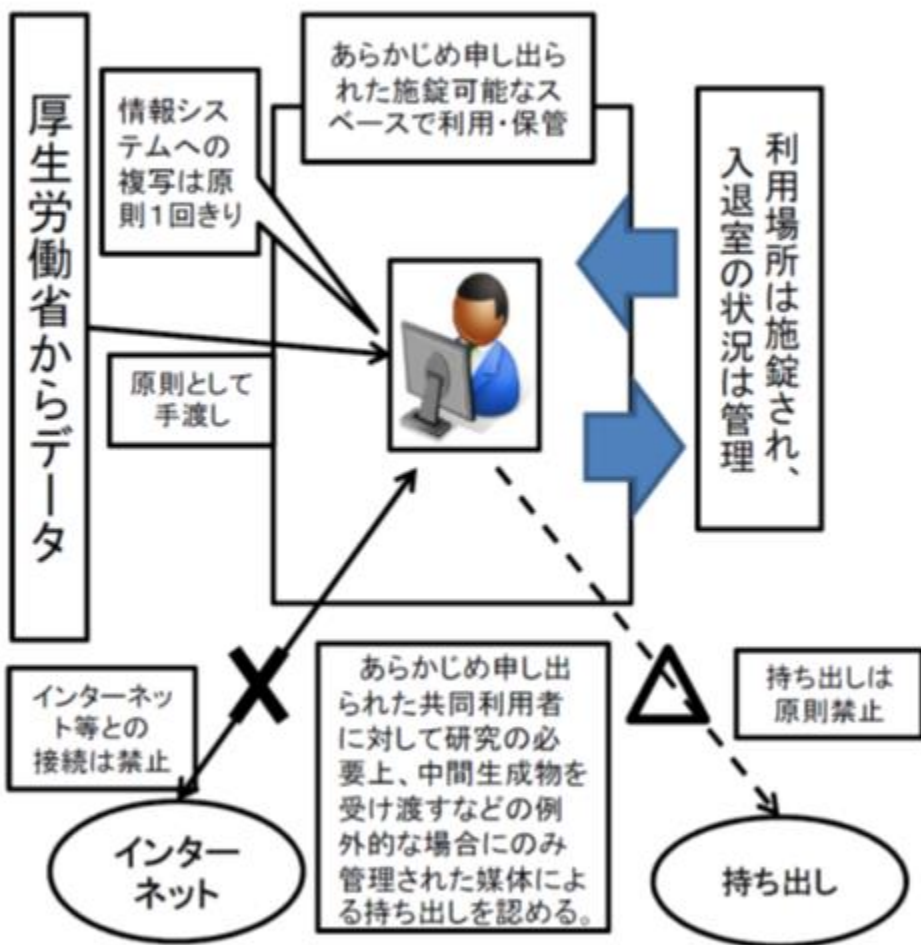 厚生労働省からデータ
情報シス
テムへの
複写は原
則1回きり
あらかじめ申し出ら
れた施錠可能なス
ペースで利用・保管
利用場所は施錠され、
入退室の状況は管理
原則として
手渡し
インターネッ
ト等との
接続は禁止
あらかじめ申し出
られた共同利用者
に対して研究の必
要上、中間生成物を
受け渡すなどの例
外的な場合にのみ
管理された媒体によ
る持ち出しを認める。
持ち出しは
原則禁止
インター
ネット
持ち出し